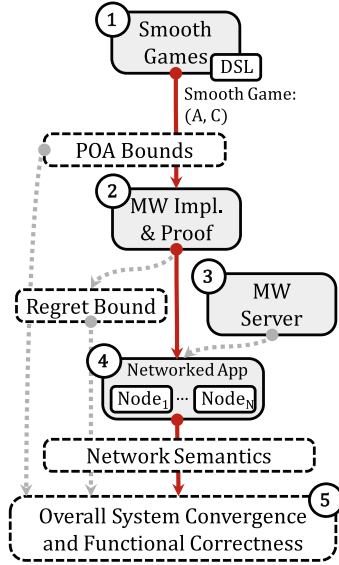 1
Smooth
Games
DSL
Smooth Game:
(A, C)
POA Bounds
2
MW Impl.
& Proof
3
MW
Server
Regret Bound
4
Networked App
Node1 ... NodeN
Network Semantics
5
Overall System Convergence
and Functional Correctness